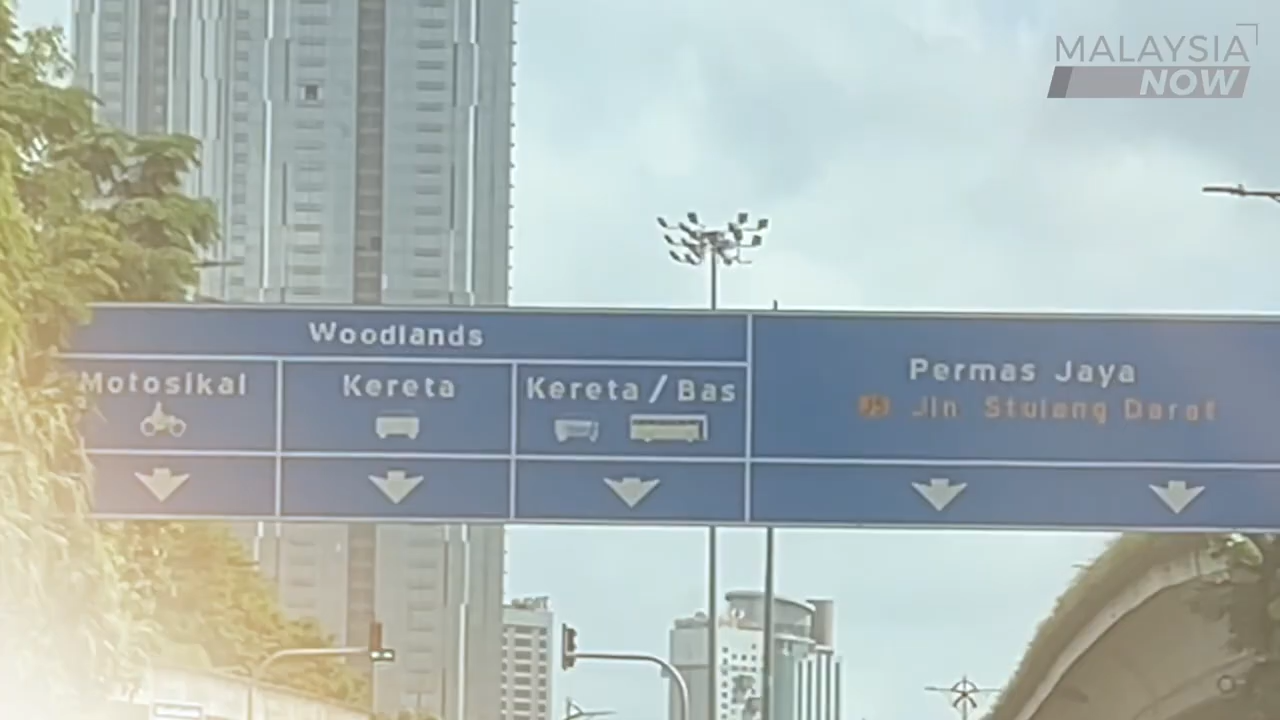 MALAYSIA
NOW
Woodlands
Motosikal
Kereta
Kereta / Bas
Permas Jaya
Jln Stulang Darat